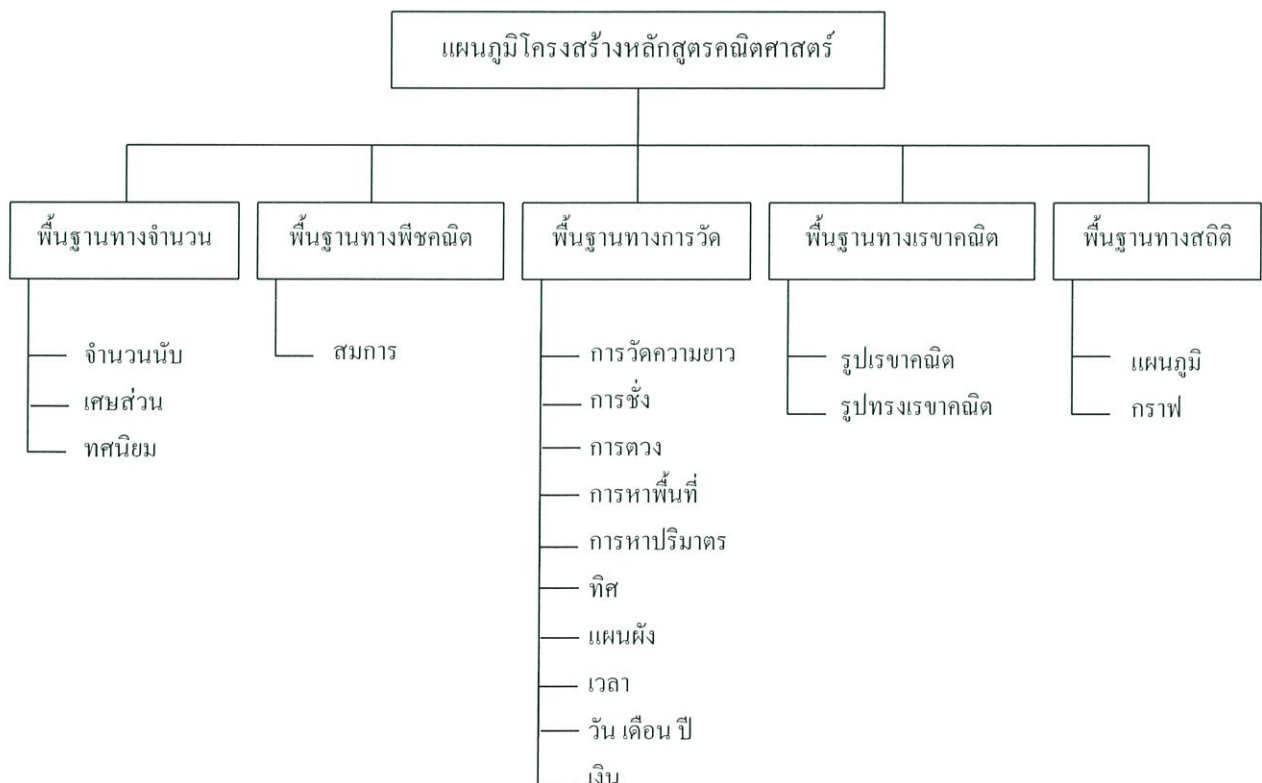 แผนภูมิโครงสร้างหลักสูตรคณิตศาสตร์
พื้นฐานทางจำนวน
จำนวนนับ
เศษส่วน
ทศนิยม
พื้นฐานทางพีชคณิต
สมการ
พื้นฐานทางการวัด
การวัดความยาว
การชั่ง
การตวง
การหาพื้นที่
การหาปริมาตร
ทิศ
แผนผัง
เวลา
วัน เดือน ปี
เงิน
พื้นฐานทางเรขาคณิต
รูปเรขาคณิต
รูปทรงเรขาคณิต
พื้นฐานทางสถิติ
แผนภูมิ
กราฟ